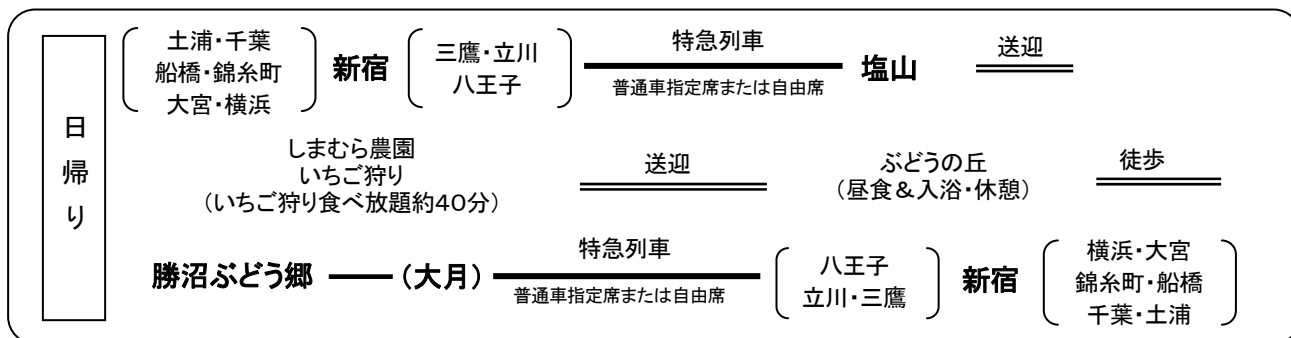 日帰り
土浦・千葉
船橋・錦糸町
大宮・横浜
新宿
三鷹・立川
八王子
特急列車
普通車指定席または自由席
塩山
送迎
しまむら農園
いちご狩り
(いちご狩り食べ放題約40分)
送迎
ぶどうの丘
(昼食&入浴・休憩)
徒歩
勝沼ぶどう郷
(大月)
特急列車
普通車指定席または自由席
八王子
立川・三鷹
新宿
横浜・大宮
錦糸町・船橋
千葉・土浦